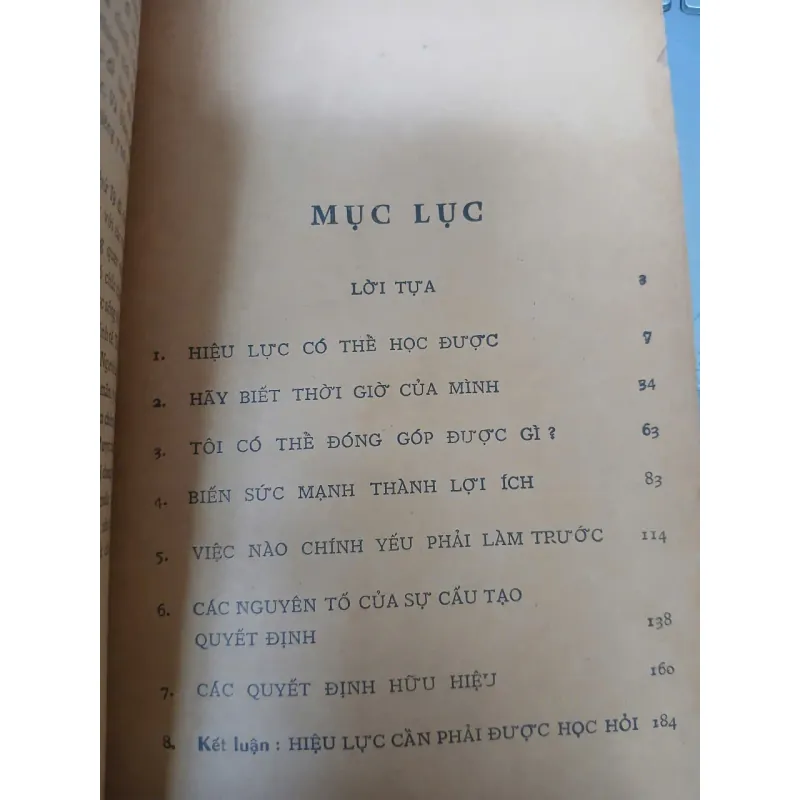 MỤC LỤC
LỜI TỰA 3
1. HIỆU LỰC CÓ THỂ HỌC ĐƯỢC 7
2. HÃY BIẾT THỜI GIỜ CỦA MÌNH 34
3. TÔI CÓ THỂ ĐÓNG GÓP ĐƯỢC GÌ ? 63
4. BIẾN SỨC MẠNH THÀNH LỢI ÍCH 83
5. VIỆC NÀO CHÍNH YẾU PHẢI LÀM TRƯỚC 114
6. CÁC NGUYÊN TỐ CỦA SỰ CẤU TẠO
QUYẾT ĐỊNH 138
7. CÁC QUYẾT ĐỊNH HỮU HIỆU 160
8. Kết luận : HIỆU LỰC CẦN PHẢI ĐƯỢC HỌC HỎI 184